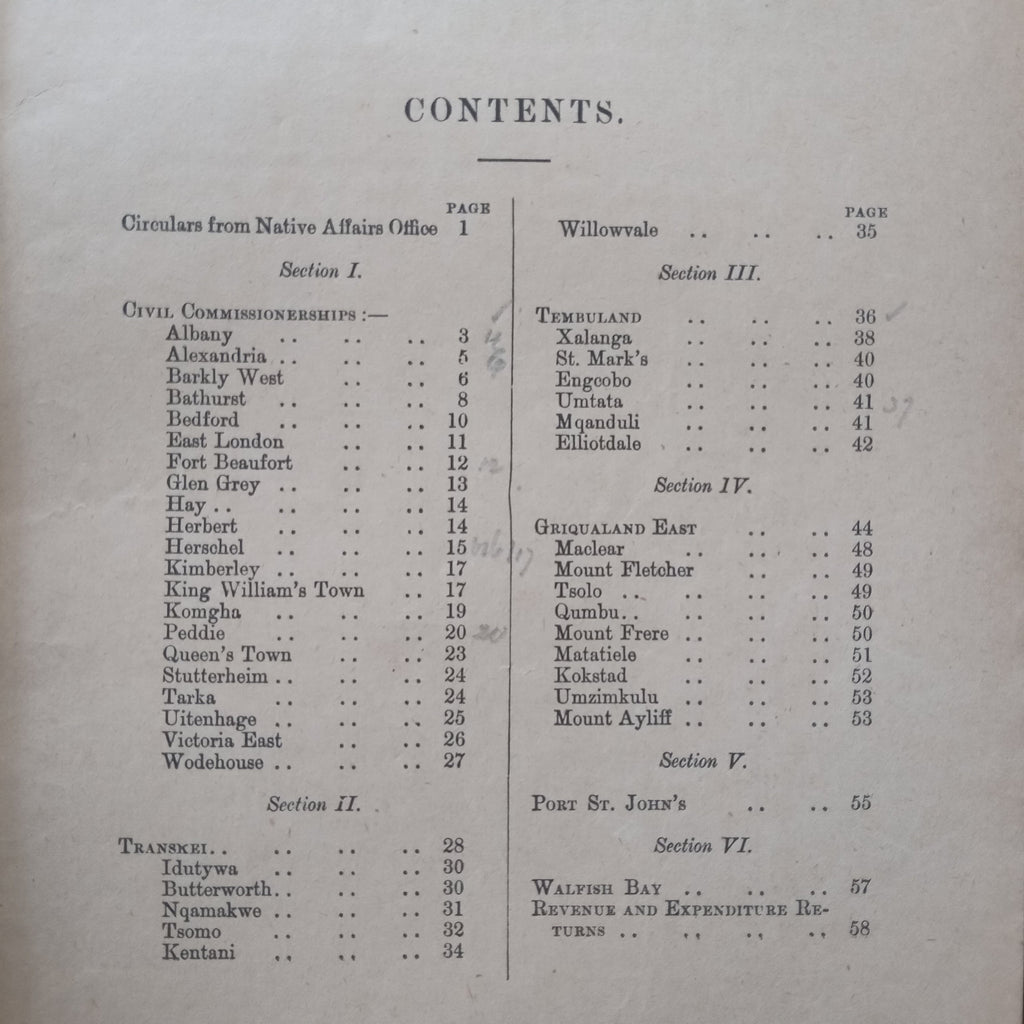 CONTENTS.
PAGE
Circulars from Native Affairs Office 1
Section I.
CIVIL COMMISSIONERSHIPS :—
Albany .. .. .. 3
Alexandria .. .. .. 5
Barkly West .. .. 6
Bathurst .. .. .. 8
Bedford .. .. .. 10
East London .. .. 11
Fort Beaufort .. .. 12 12
Glen Grey .. .. .. 13
Hay .. .. .. .. 14
Herbert .. .. .. 14
Herschel .. .. .. 15
Kimberley .. .. .. 17
King William's Town .. 17
Komgha .. .. .. 19
Peddie .. .. .. 20 20
Queen's Town .. .. 23
Stutterheim .. .. .. 24
Tarka .. .. .. 24
Uitenhage .. .. .. 25
Victoria East .. .. 26
Wodehouse .. .. .. 27
Section II.
TRANSKEI.. .. .. .. 28
Idutywa .. .. .. 30
Butterworth.. .. .. 30
Nqamakwe .. .. .. 31
Tsomo .. .. .. 32
Kentani .. .. .. 34
PAGE
Willowvale .. .. .. 35
Section III.
TEMBULAND .. .. .. 36
Xalanga .. .. .. 38
St. Mark's .. .. .. 40
Engcobo .. .. .. 40
Umtata .. .. .. 41 37
Mqanduli .. .. .. 41
Elliotdale .. .. .. 42
Section IV.
GRIQUALAND EAST .. .. 44
Maclear .. .. .. 48
Mount Fletcher .. .. 49
Tsolo .. .. .. .. 49
Qumbu.. .. .. .. 50
Mount Frere .. .. .. 50
Matatiele .. .. .. 51
Kokstad .. .. .. 52
Umzimkulu .. .. .. 53
Mount Ayliff .. .. .. 53
Section V.
PORT ST. JOHN'S .. .. 55
Section VI.
WALFISH BAY .. .. .. 57
REVENUE AND EXPENDITURE RE-
TURNS .. .. .. .. 58